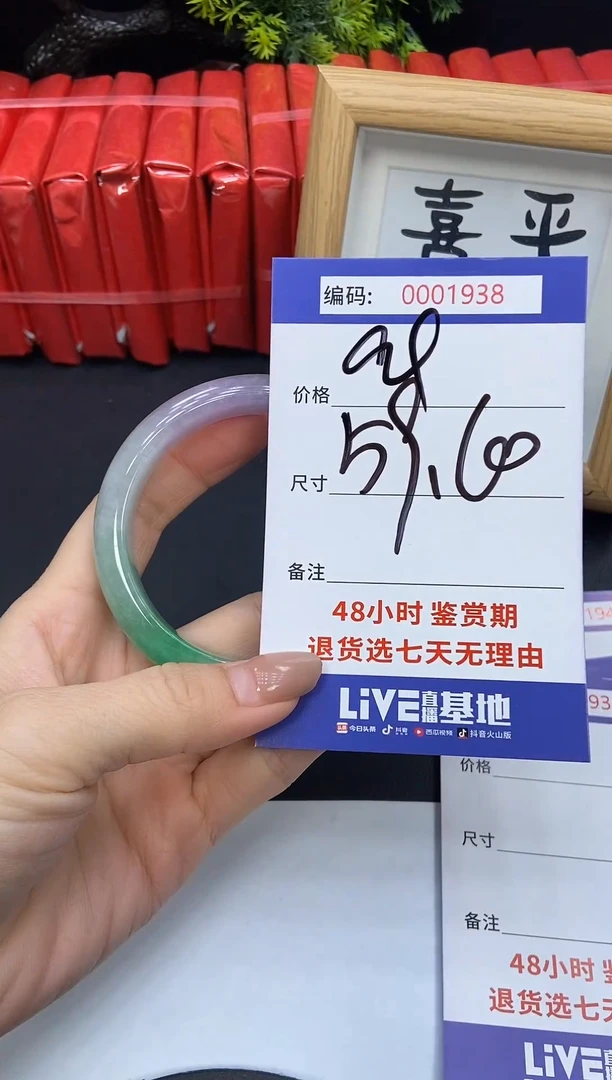 喜平
编码: 0001938
价格
尺寸
备注
48小时 鉴赏期
退货选七天无理由
LiVE直播基地
今日头条 抖音 西瓜视频 抖音火山版
价格
尺寸
备注
48小时
退货选七
LiVE